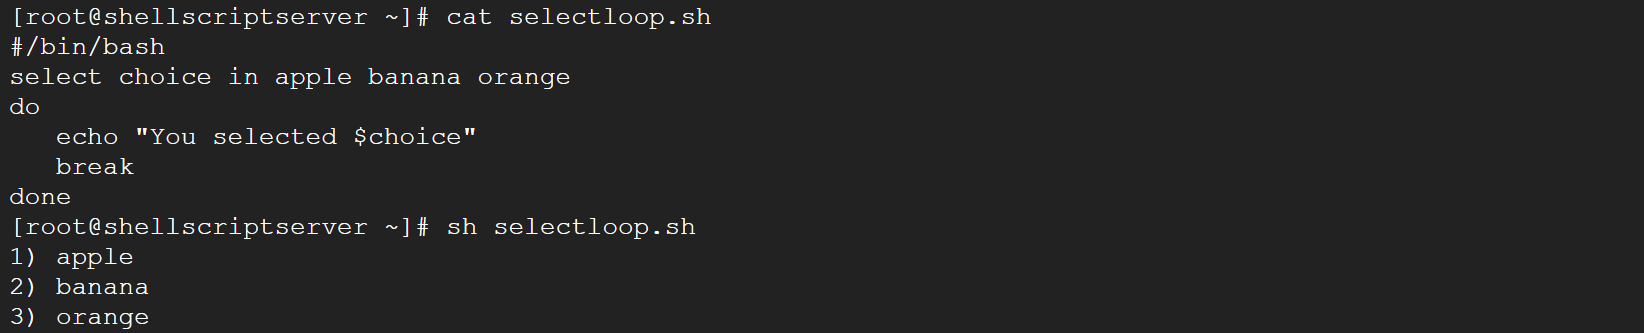 [root@shellscriptserver ~]# cat selectloop.sh
#/bin/bash
select choice in apple banana orange
do
   echo "You selected $choice"
   break
done
[root@shellscriptserver ~]# sh selectloop.sh
1) apple
2) banana
3) orange